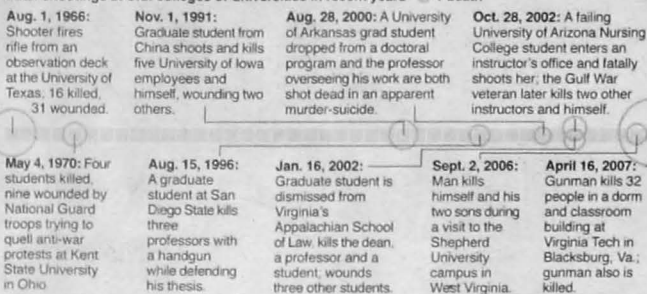 Aug. 1, 1966:
Shooter fires
rifle from an
observation deck
at the University of
Texas. 16 killed,
31 wounded.
Nov. 1, 1991:
Graduate student from
China shoots and kills
five University of Iowa
employees and
himself, wounding two
others.
Aug. 28, 2000: A University
of Arkansas grad student
dropped from a doctoral
program and the professor
overseeing his work are both
shot dead in an apparent
murder-suicide.
Oct. 28, 2002: A failing
University of Arizona Nursing
College student enters an
instructor's office and fatally
shoots her; the Gulf War
veteran later kills two other
instructors and himself.
May 4, 1970: Four
students killed,
nine wounded by
National Guard
troops trying to
quell anti-war
protests at Kent
State University
in Ohio
Aug. 15, 1996:
A graduate
student at San
Diego State kills
three
professors with
a handgun
while defending
his thesis.
Jan. 16, 2002:
Graduate student is
dismissed from
Virginia's
Appalachian School
of Law, kills the dean,
a professor and a
student; wounds
three other students.
Sept. 2, 2006:
Man kills
himself and his
two sons during
a visit to the
Shepherd
University
campus in
West Virginia.
April 16, 2007:
Gunman kills 32
people in a dorm
and classroom
building at
Virginia Tech in
Blacksburg, Va.;
gunman also is
killed.